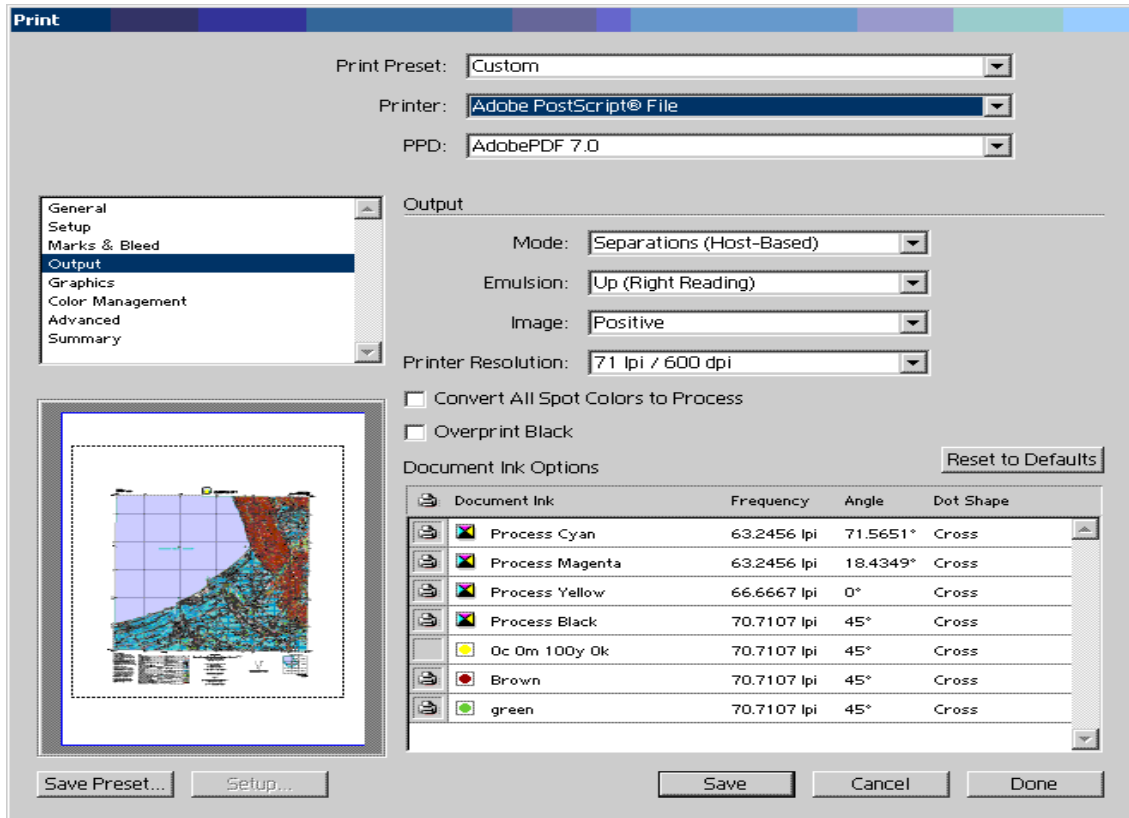 Print
Print Preset: Custom
Printer: Adobe PostScript® File
PPD: AdobePDF 7.0
General
Setup
Marks & Bleed
Output
Graphics
Color Management
Advanced
Summary
Output
Mode: Separations (Host-Based)
Emulsion: Up (Right Reading)
Image: Positive
Printer Resolution: 71 lpi / 600 dpi
Convert All Spot Colors to Process
Overprint Black
Document Ink Options
Reset to Defaults
Document Ink Frequency Angle Dot Shape
Process Cyan 63.2456 lpi 71.5651° Cross
Process Magenta 63.2456 lpi 18.4349° Cross
Process Yellow 66.6667 lpi 0° Cross
Process Black 70.7107 lpi 45° Cross
0c 0m 100y 0k 70.7107 lpi 45° Cross
Brown 70.7107 lpi 45° Cross
green 70.7107 lpi 45° Cross
Save Preset... Setup... Save Cancel Done